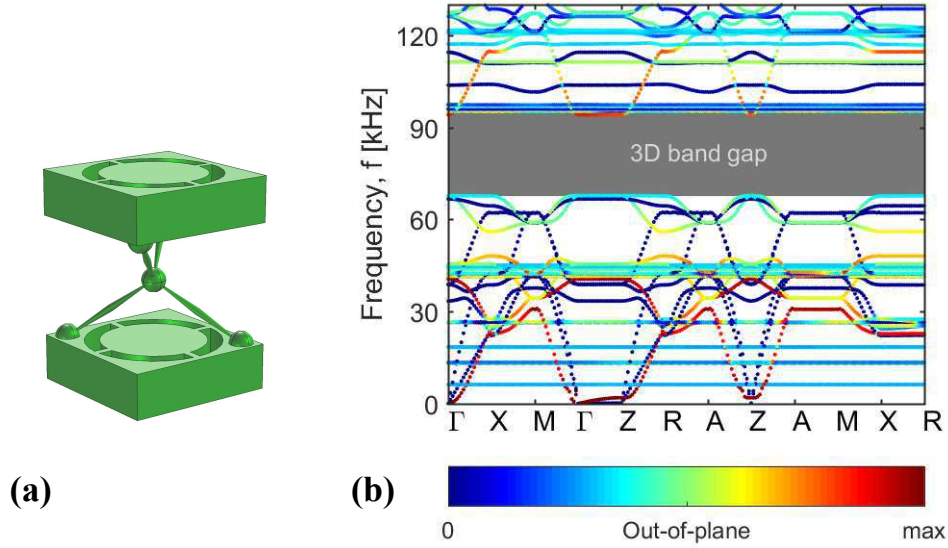 120
90
60
30
0
Frequency, f [kHz]
3D band gap
Γ X M Γ Z R A Z A M X R
(a)
(b)
0 Out-of-plane max